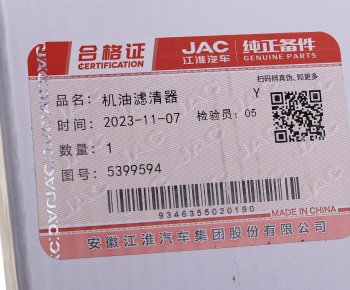 合格证
CERTIFICATION
JAC
江淮汽车
纯正备件
GENUINE PARTS
扫码辨真伪，知更多
品名：机油滤清器 Y
时间：2023-11-07 检验员：05
数量：1
图号：5399594
9346355020190
MADE IN CHINA
安徽江淮汽车集团股份有限公司